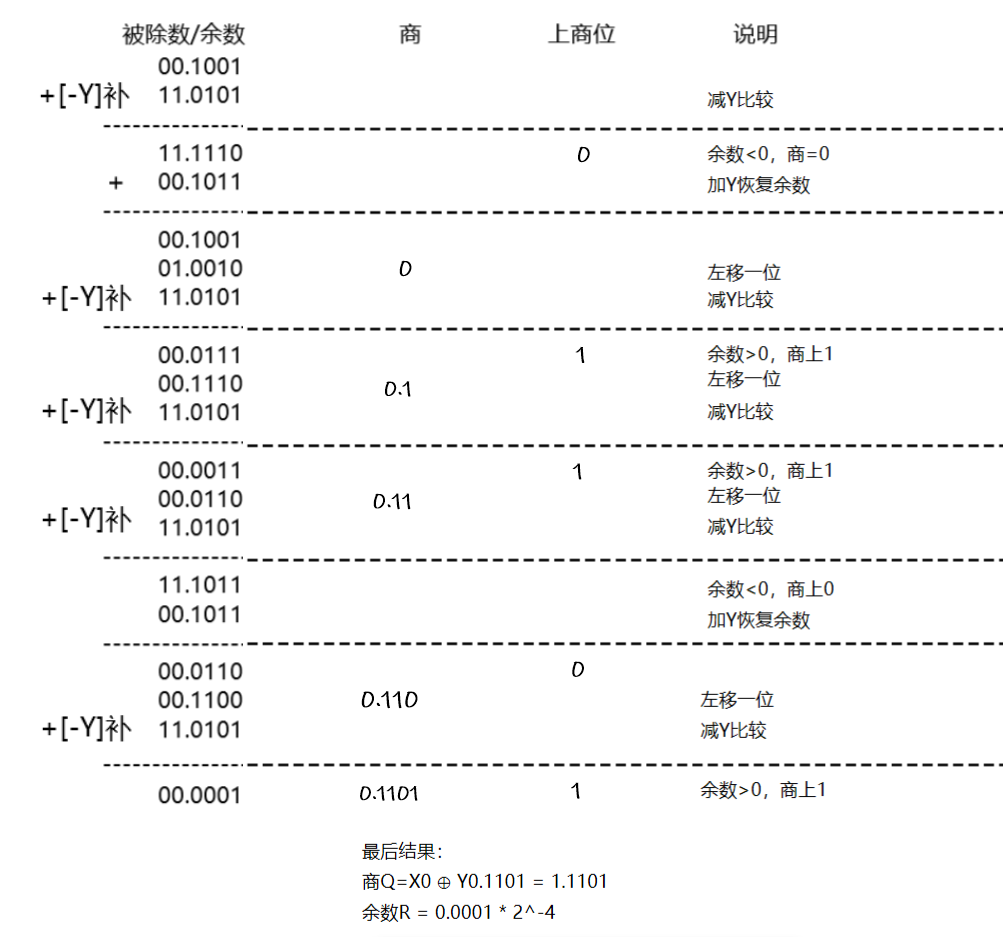 被除数/余数 商 上商位 说明
00.1001
+[-Y]补 11.0101 减Y比较
11.1110 0 余数<0，商=0
+ 00.1011 加Y恢复余数
00.1001
01.0010 0 左移一位
+[-Y]补 11.0101 减Y比较
00.0111 1 余数>0，商上1
00.1110 0.1 左移一位
+[-Y]补 11.0101 减Y比较
00.0011 1 余数>0，商上1
00.0110 0.11 左移一位
+[-Y]补 11.0101 减Y比较
11.1011 余数<0，商上0
00.1011 加Y恢复余数
00.0110 0
00.1100 0.110 左移一位
+[-Y]补 11.0101 减Y比较
00.0001 0.1101 1 余数>0，商上1
最后结果：
商Q=X0 ⊕ Y0.1101 = 1.1101
余数R = 0.0001 * 2^-4